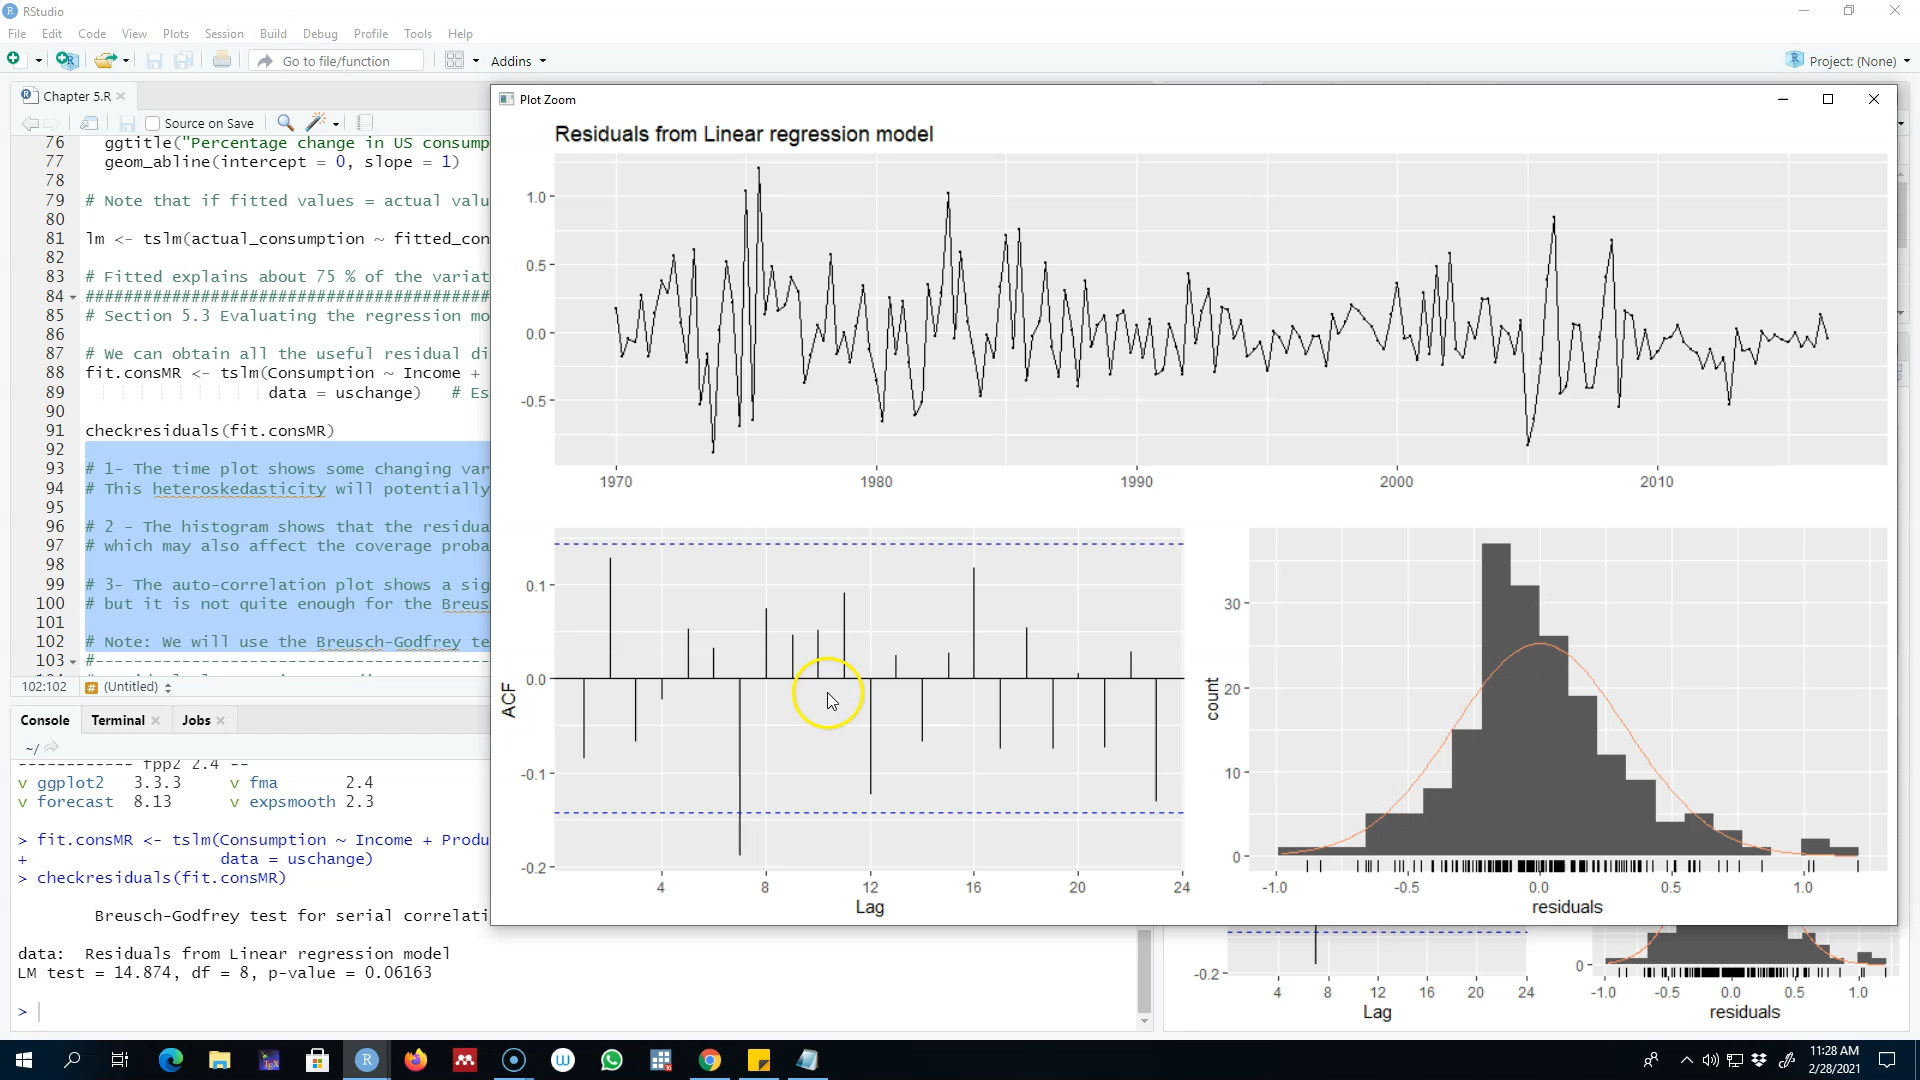 RStudio
File Edit Code View Plots Session Build Debug Profile Tools Help
Go to file/function
Addins
Project: (None)
Chapter 5.R
Source on Save
76 ggtitle("Percentage change in US consump
77 geom_abline(intercept = 0, slope = 1)
78
79 # Note that if fitted values = actual valu
80
81 lm <- tslm(actual_consumption ~ fitted_con
82
83 # Fitted explains about 75 % of the variat
84 ##########################################
85 # Section 5.3 Evaluating the regression mo
86
87 # We can obtain all the useful residual di
88 fit.consMR <- tslm(Consumption ~ Income +
89 data = uschange) # Es
90
91 checkresiduals(fit.consMR)
92
93 # 1- The time plot shows some changing var
94 # This heteroskedasticity will potentially
95
96 # 2 - The histogram shows that the residua
97 # which may also affect the coverage proba
98
99 # 3- The auto-correlation plot shows a sig
100 # but it is not quite enough for the Breus
101
102 # Note: We will use the Breusch-Godfrey te
103 #------------------------------------------
102:102 # (Untitled)
Console Terminal Jobs
~/
------------ fpp2 2.4 --
v ggplot2 3.3.3 v fma 2.4
v forecast 8.13 v expsmooth 2.3
> fit.consMR <- tslm(Consumption ~ Income + Produ
+ data = uschange)
> checkresiduals(fit.consMR)
Breusch-Godfrey test for serial correlati
data: Residuals from Linear regression model
LM test = 14.874, df = 8, p-value = 0.06163
>
Plot Zoom
Residuals from Linear regression model
1.0
0.5
0.0
-0.5
1970 1980 1990 2000 2010
ACF
0.1
0.0
-0.1
-0.2
4 8 12 16 20 24
Lag
count
30
20
10
0
-1.0 -0.5 0.0 0.5 1.0
residuals
-0.2
4 8 12 16 20 24
Lag
0
-1.0 -0.5 0.0 0.5 1.0
residuals
11:28 AM
2/28/2021